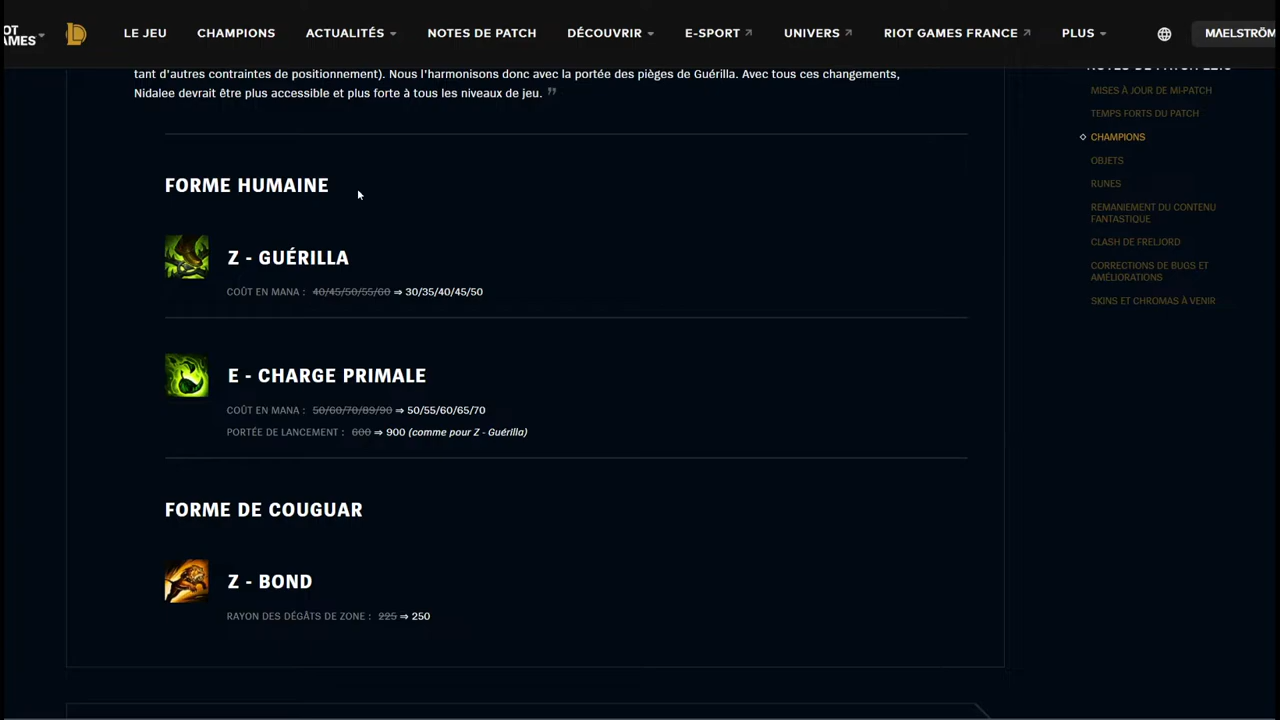 IOT
AMES
LE JEU
CHAMPIONS
ACTUALITÉS
NOTES DE PATCH
DÉCOUVRIR
E-SPORT
UNIVERS
RIOT GAMES FRANCE
PLUS
MΛELSTRÖM
tant d'autres contraintes de positionnement). Nous l'harmonisons donc avec la portée des pièges de Guérilla. Avec tous ces changements,
Nidalee devrait être plus accessible et plus forte à tous les niveaux de jeu. ”
FORME HUMAINE
Z - GUÉRILLA
COÛT EN MANA : 40/45/50/55/60 ⇒ 30/35/40/45/50
E - CHARGE PRIMALE
COÛT EN MANA : 50/60/70/89/90 ⇒ 50/55/60/65/70
PORTÉE DE LANCEMENT : 600 ⇒ 900 (comme pour Z - Guérilla)
FORME DE COUGUAR
Z - BOND
RAYON DES DÉGÂTS DE ZONE : 225 ⇒ 250
MISES À JOUR DE MI-PATCH
TEMPS FORTS DU PATCH
CHAMPIONS
OBJETS
RUNES
REMANIEMENT DU CONTENU
FANTASTIQUE
CLASH DE FRELJORD
CORRECTIONS DE BUGS ET
AMÉLIORATIONS
SKINS ET CHROMAS À VENIR